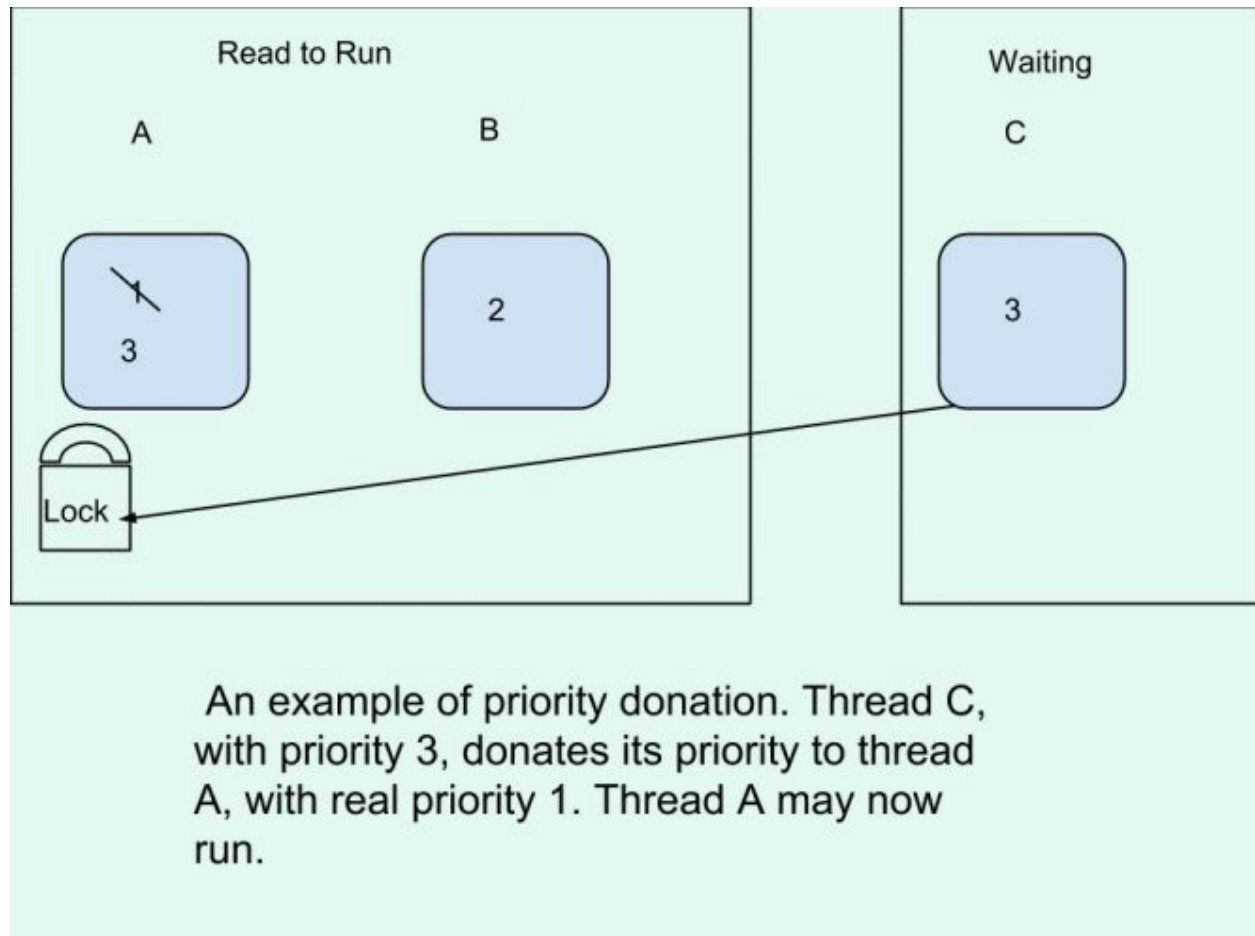 Read to Run
Waiting
A
B
C
1
3
2
3
Lock
An example of priority donation. Thread C,
with priority 3, donates its priority to thread
A, with real priority 1. Thread A may now
run.